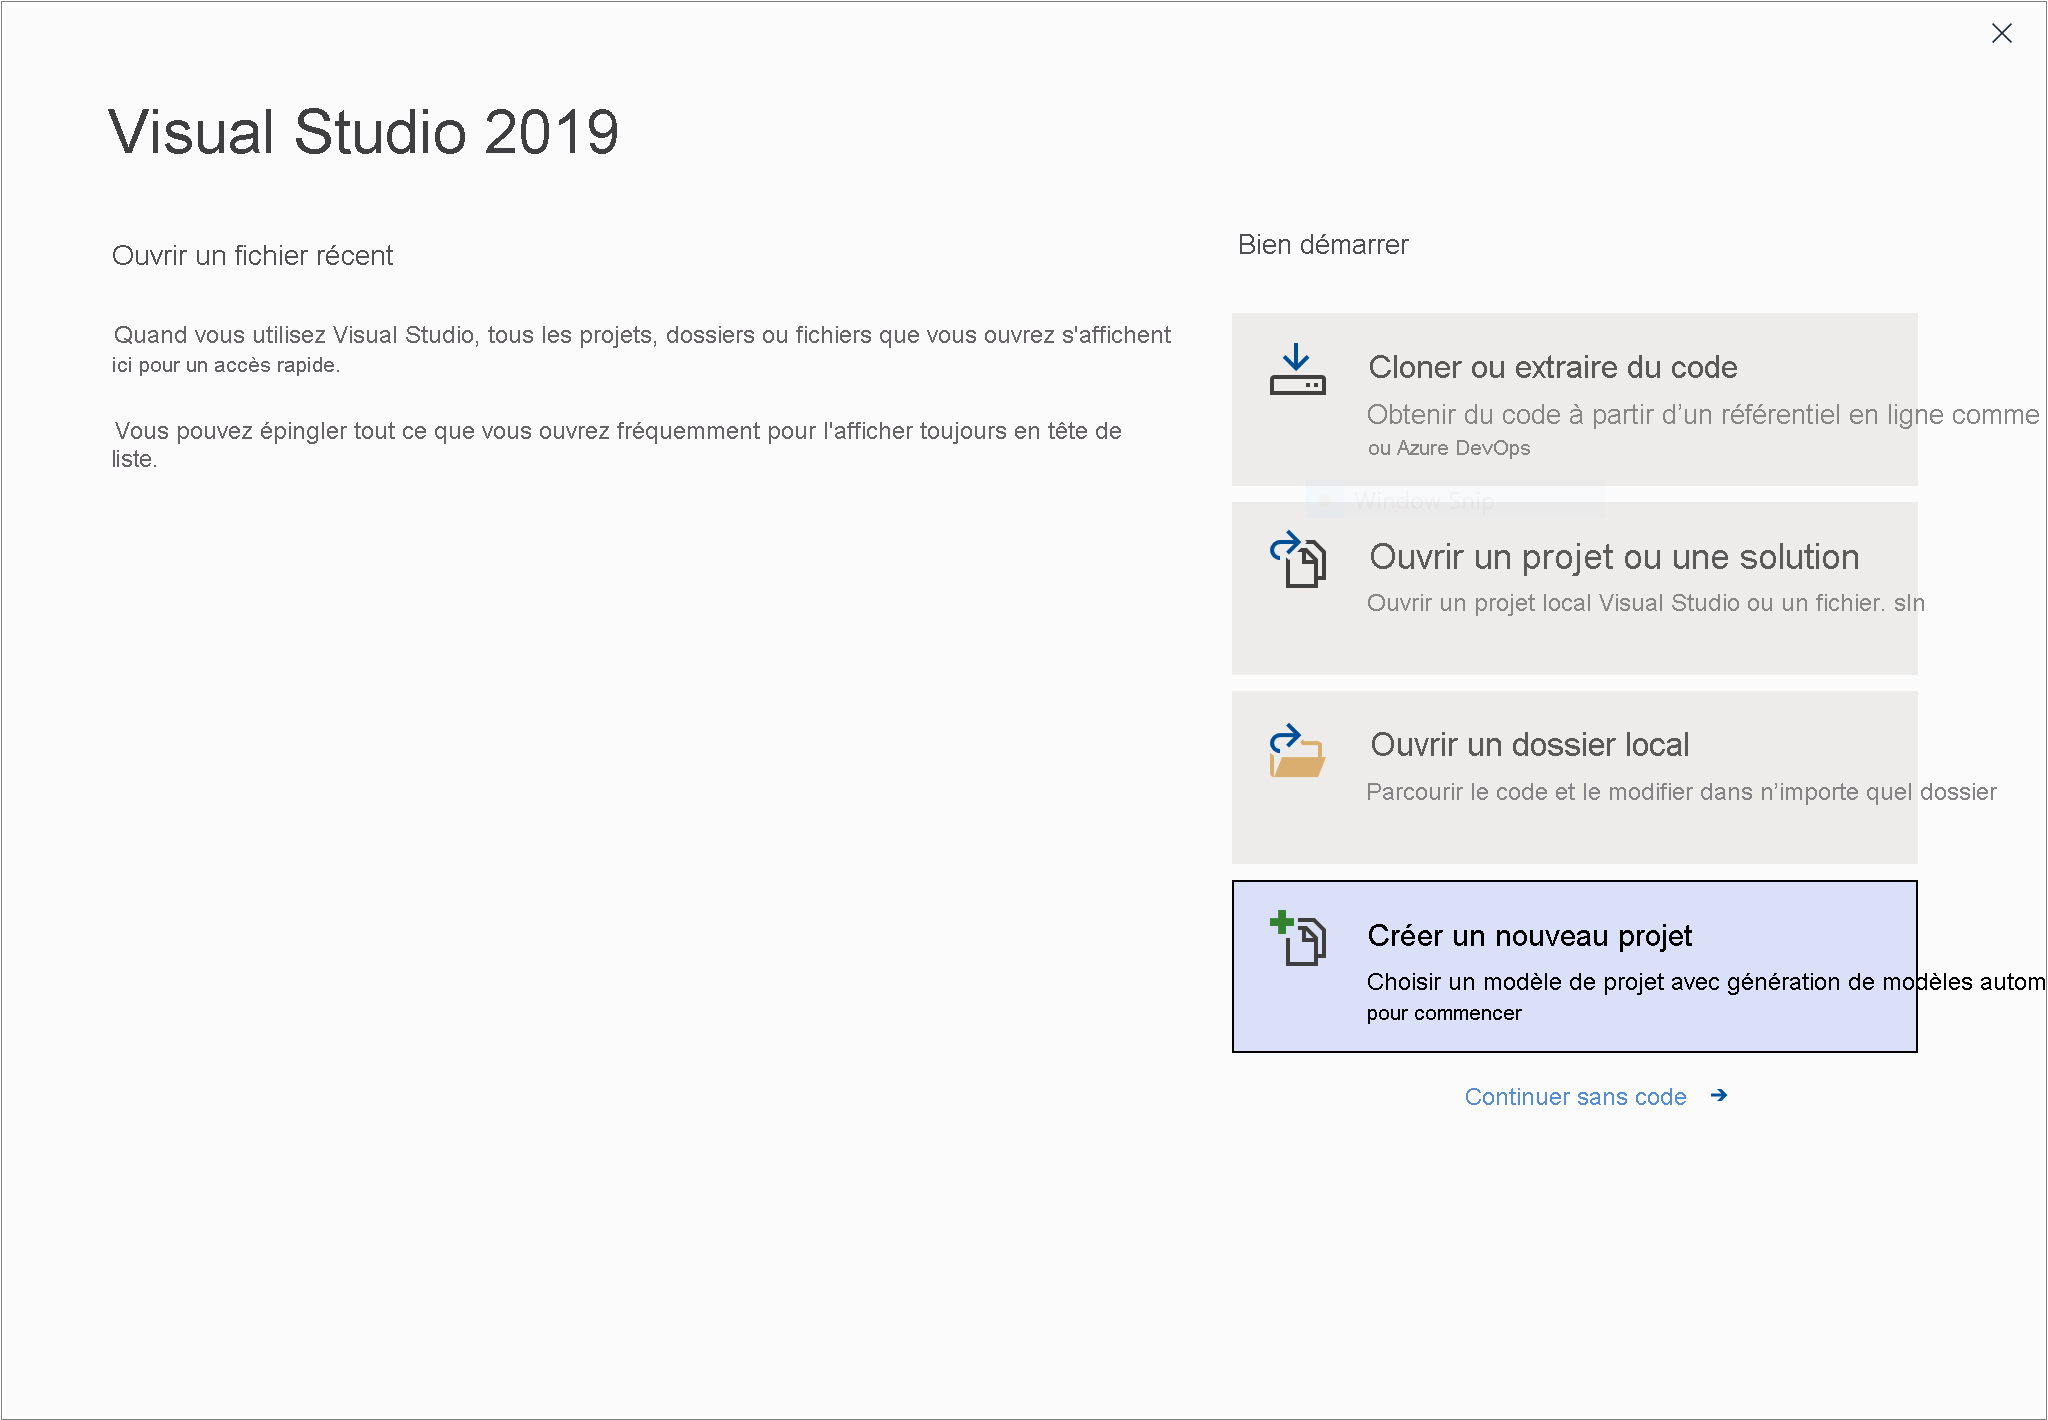 Visual Studio 2019
Ouvrir un fichier récent
Quand vous utilisez Visual Studio, tous les projets, dossiers ou fichiers que vous ouvrez s'affichent
ici pour un accès rapide.
Vous pouvez épingler tout ce que vous ouvrez fréquemment pour l'afficher toujours en tête de
liste.
Bien démarrer
Cloner ou extraire du code
Obtenir du code à partir d’un référentiel en ligne comme
ou Azure DevOps
Window Snip
Ouvrir un projet ou une solution
Ouvrir un projet local Visual Studio ou un fichier. sln
Ouvrir un dossier local
Parcourir le code et le modifier dans n’importe quel dossier
Créer un nouveau projet
Choisir un modèle de projet avec génération de modèles autom
pour commencer
Continuer sans code